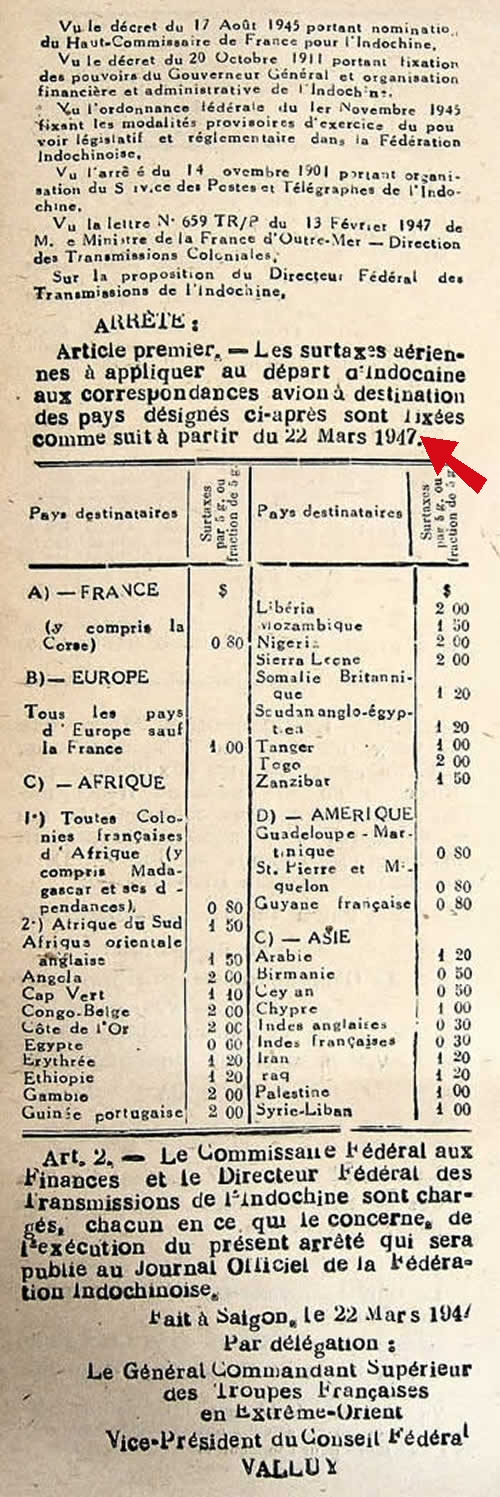 Vu le décret du 17 Août 1945 portant nominatio
du Haut-Commissaire de France pour l'Indochine,
Vu le décret du 20 Octobre 1911 portant fixation
des pouvoirs du Gouverneur Général et organisation
financière et administrative de l'Indochine.
Vu l'ordonnance fédérale du 1er Novembre 1945
fixant les modalités provisoires d'exercice du pou
voir législatif et réglementaire dans la Fédération
Indochinoise,
Vu l'arrê é du 14 ovembre 1901 portant organi-
sation du S rvice des Postes et Télégraphes de l'Indo-
chine,
Vu la lettre N° 659 TR/P du 13 Février 1947 de
M. e Ministre de la France d'Outre-Mer — Direction
des Transmissions Coloniales,
Sur la proposition du Directeur Fédéral des
Transmissions de l'Indochine,
ARRÊTE :
Article premier. — Les surtaxes aérien-
nes à appliquer au départ d'Indochine
aux correspondances avion à destination
des pays désignés ci-après sont fixées
comme suit à partir du 22 Mars 1947.
Pays destinataires
Surtaxes
par 5 g. ou
fraction de 5 g.
A) — FRANCE $
(y compris la
Corse) 0 80
B) — EUROPE
Tous les pays
d'Europe sauf
la France 1 00
C) — AFRIQUE
1°) Toutes Colo-
nies françaises
d'Afrique (y
compris Mada-
gascar et ses d -
pendances), 0 80
2°) Afrique du Sud 1 50
Afrique orientale
anglaise 1 50
Angola 2 00
Cap Vert 1 10
Congo-Belge 2 00
Côte de l'Or 2 00
Egypte 0 60
Erythrée 1 20
Ethiopie 1 20
Gambie 2 00
Guinée portugaise 2 00
Pays destinataires
Surtaxes
par 5 g. ou
fraction de 5 g.
$
Libéria 2 00
Mozambique 1 50
Nigeria 2 00
Sierra Leone 2 00
Somalie Britanni-
que 1 20
Soudan anglo-égyp-
tien 1 20
Tanger 1 00
Togo 2 00
Zanzibar 1 50
D) — AMERIQUE
Guadeloupe - Mar-
tinique 0 80
St. Pierre et Mi-
quelon 0 80
Guyane française 0 80
C) — ASIE
Arabie 1 20
Birmanie 0 50
Cey an 0 50
Chypre 1 00
Indes anglaises 0 30
Indes françaises 0 30
Iran 1 20
raq 1 20
Palestine 1 00
Syrie-Liban 1 00
Art. 2. — Le Commissaire Fédéral aux
Finances et le Directeur Fédéral des
Transmissions de l'Indochine sont char-
gés, chacun en ce qui le concerne, de
l'exécution du présent arrêté qui sera
publié au Journal Officiel de la Fédéra-
tion Indochinoise.
Fait à Saigon, le 22 Mars 1947
Par délégation :
Le Général Commandant Supérieur
des Troupes Françaises
en Extrême-Orient
Vice-Président du Conseil Fédéral
VALLUY